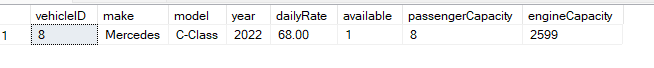 vehicleID make model year dailyRate available passengerCapacity engineCapacity
1 8 Mercedes C-Class 2022 68.00 1 8 2599